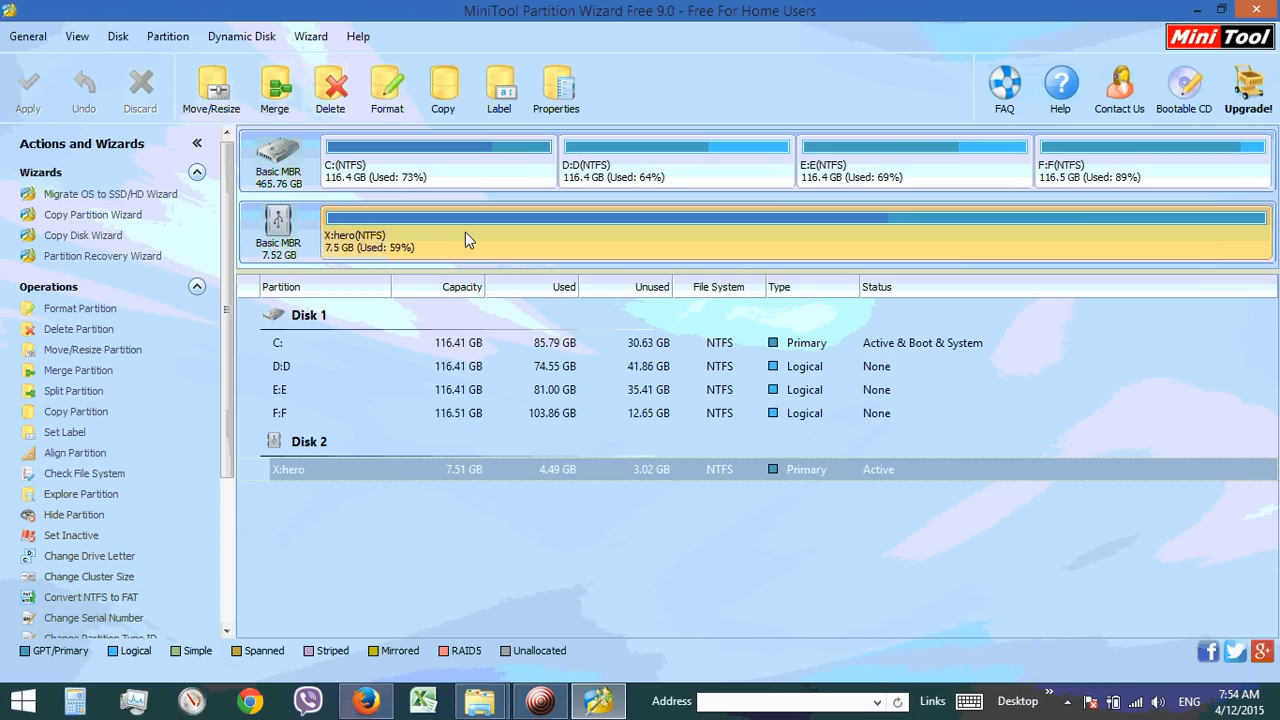 MiniTool Partition Wizard Free 9.0 - Free For Home Users
General View Disk Partition Dynamic Disk Wizard Help
Mini Tool
Apply Undo Discard Move/Resize Merge Delete Format Copy Label Properties FAQ Help Contact Us Bootable CD Upgrade!
Actions and Wizards
Wizards
Migrate OS to SSD/HD Wizard
Copy Partition Wizard
Copy Disk Wizard
Partition Recovery Wizard
Operations
Format Partition
Delete Partition
Move/Resize Partition
Merge Partition
Split Partition
Copy Partition
Set Label
Align Partition
Check File System
Explore Partition
Hide Partition
Set Inactive
Change Drive Letter
Change Cluster Size
Convert NTFS to FAT
Change Serial Number
Change Partition Type ID
Basic MBR
465.76 GB
C:(NTFS)
116.4 GB (Used: 73%)
D:D(NTFS)
116.4 GB (Used: 64%)
E:E(NTFS)
116.4 GB (Used: 69%)
F:F(NTFS)
116.5 GB (Used: 89%)
Basic MBR
7.52 GB
X:hero(NTFS)
7.5 GB (Used: 59%)
Partition Capacity Used Unused File System Type Status
Disk 1
C: 116.41 GB 85.79 GB 30.63 GB NTFS Primary Active & Boot & System
D:D 116.41 GB 74.55 GB 41.86 GB NTFS Logical None
E:E 116.41 GB 81.00 GB 35.41 GB NTFS Logical None
F:F 116.51 GB 103.86 GB 12.65 GB NTFS Logical None
Disk 2
X:hero 7.51 GB 4.49 GB 3.02 GB NTFS Primary Active
GPT/Primary Logical Simple Spanned Striped Mirrored RAID5 Unallocated
Address Links Desktop ENG
7:54 AM
4/12/2015